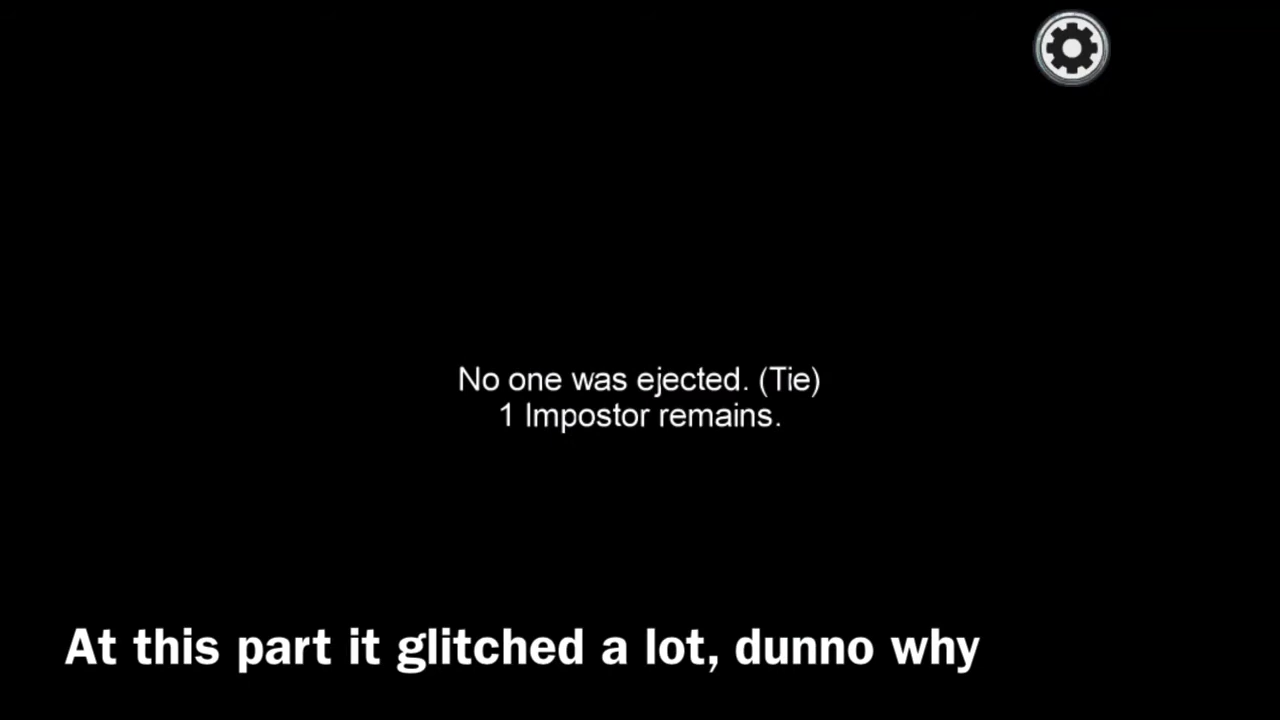 No one was ejected. (Tie)
1 Impostor remains.
At this part it glitched a lot, dunno why